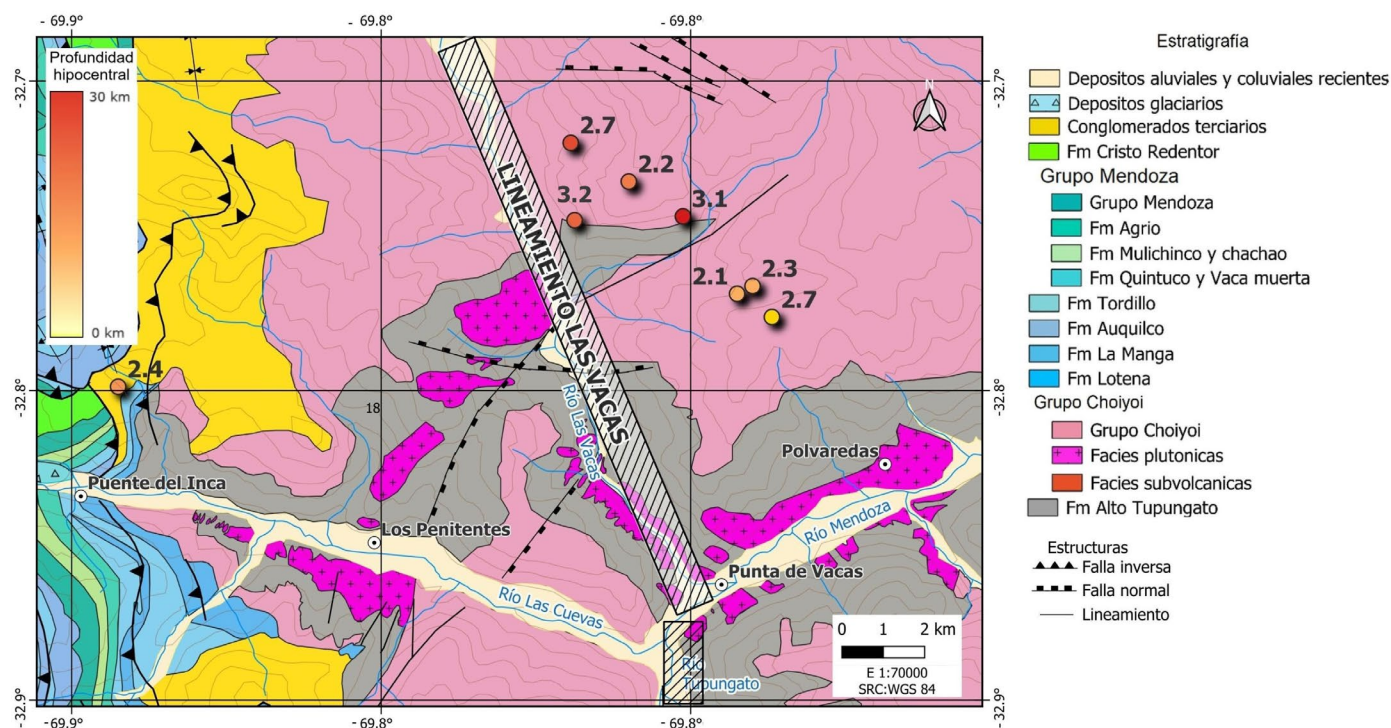 - 69.9°
- 69.8°
- 69.8°
Profundidad
hipocentral
30 km
0 km
-32.7°
-32.7°
N
2.7
2.2
3.2
3.1
2.3
2.1
2.7
2.4
LINEAMIENTO LAS VACAS
-32.8°
-32.8°
18
Río Las Vacas
Polvaredas
Puente del Inca
Los Penitentes
Río Mendoza
Punta de Vacas
Río Las Cuevas
Río
Tupungato
0 1 2 km
E 1:70000
SRC:WGS 84
-32.9°
-32.9°
-69.9°
-69.8°
-69.8°
Estratigrafía
Depositos aluviales y coluviales recientes
Depositos glaciarios
Conglomerados terciarios
Fm Cristo Redentor
Grupo Mendoza
Grupo Mendoza
Fm Agrio
Fm Mulichinco y chachao
Fm Quintuco y Vaca muerta
Fm Tordillo
Fm Auquilco
Fm La Manga
Fm Lotena
Grupo Choiyoi
Grupo Choiyoi
Facies plutonicas
Facies subvolcanicas
Fm Alto Tupungato
Estructuras
Falla inversa
Falla normal
Lineamiento